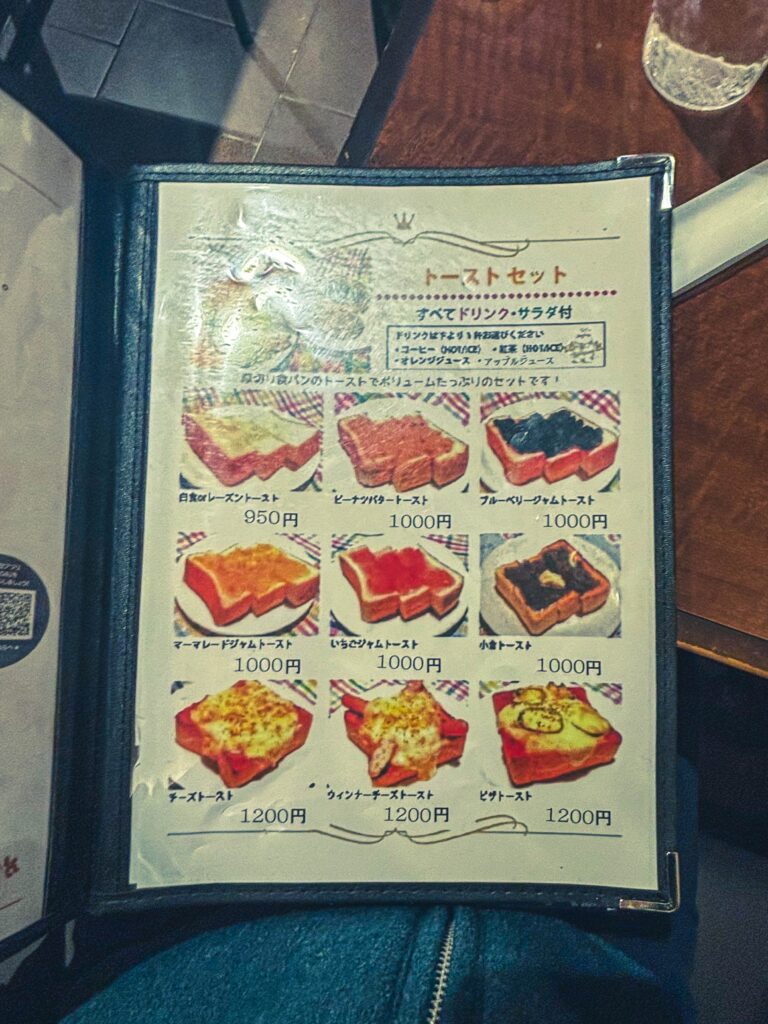 トーストセット
すべてドリンク・サラダ付
ドリンクは下より1杯お選びください
・コーヒー（HOT/ICE） ・紅茶（HOT/ICE）
・オレンジジュース ・アップルジュース
厚切り食パンのトーストでボリュームたっぷりのセットです！
白食orレーズントースト
950円
ピーナツバタートースト
1000円
ブルーベリージャムトースト
1000円
マーマレードジャムトースト
1000円
いちごジャムトースト
1000円
小倉トースト
1000円
チーズトースト
1200円
ウィンナーチーズトースト
1200円
ピザトースト
1200円